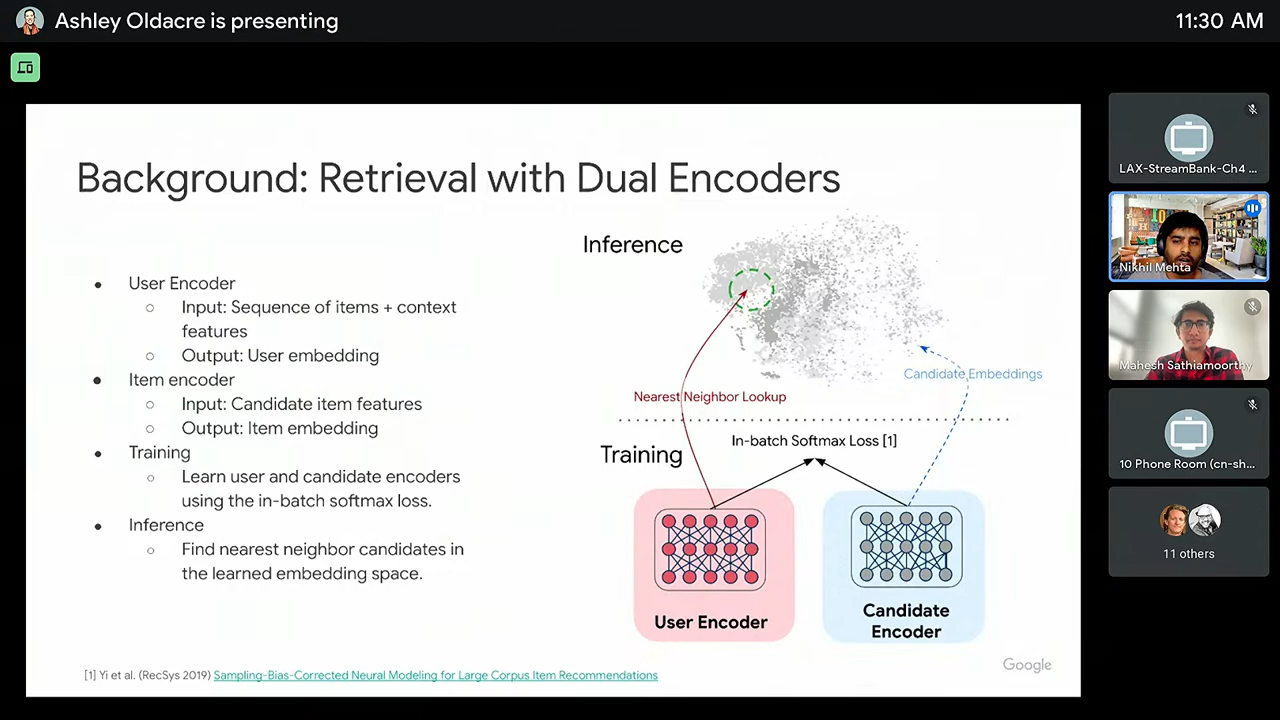 Ashley Oldacre is presenting
11:30 AM
Background: Retrieval with Dual Encoders
● User Encoder
○ Input: Sequence of items + context
features
○ Output: User embedding
● Item encoder
○ Input: Candidate item features
○ Output: Item embedding
● Training
○ Learn user and candidate encoders
using the in-batch softmax loss.
● Inference
○ Find nearest neighbor candidates in
the learned embedding space.
Inference
Candidate Embeddings
Nearest Neighbor Lookup
In-batch Softmax Loss [1]
Training
User Encoder
Candidate
Encoder
Google
[1] Yi et al. (RecSys 2019) Sampling-Bias-Corrected Neural Modeling for Large Corpus Item Recommendations
LAX-StreamBank-Ch4 ...
Nikhil Mehta
Mahesh Sathiamoorthy
10 Phone Room (cn-sh...
11 others